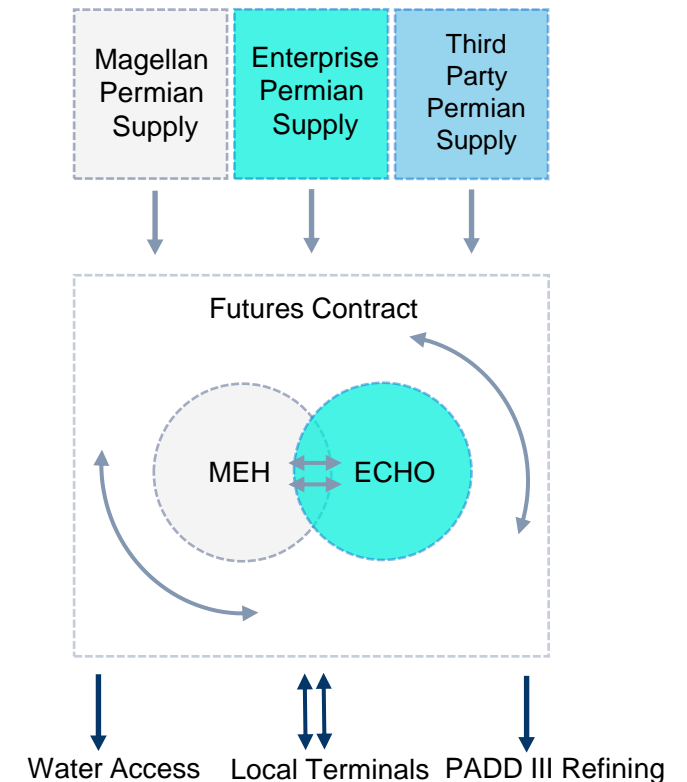 Magellan
Permian
Supply
Enterprise
Permian
Supply
Third
Party
Permian
Supply
Futures Contract
MEH
ECHO
Water Access
Local Terminals
PADD III Refining